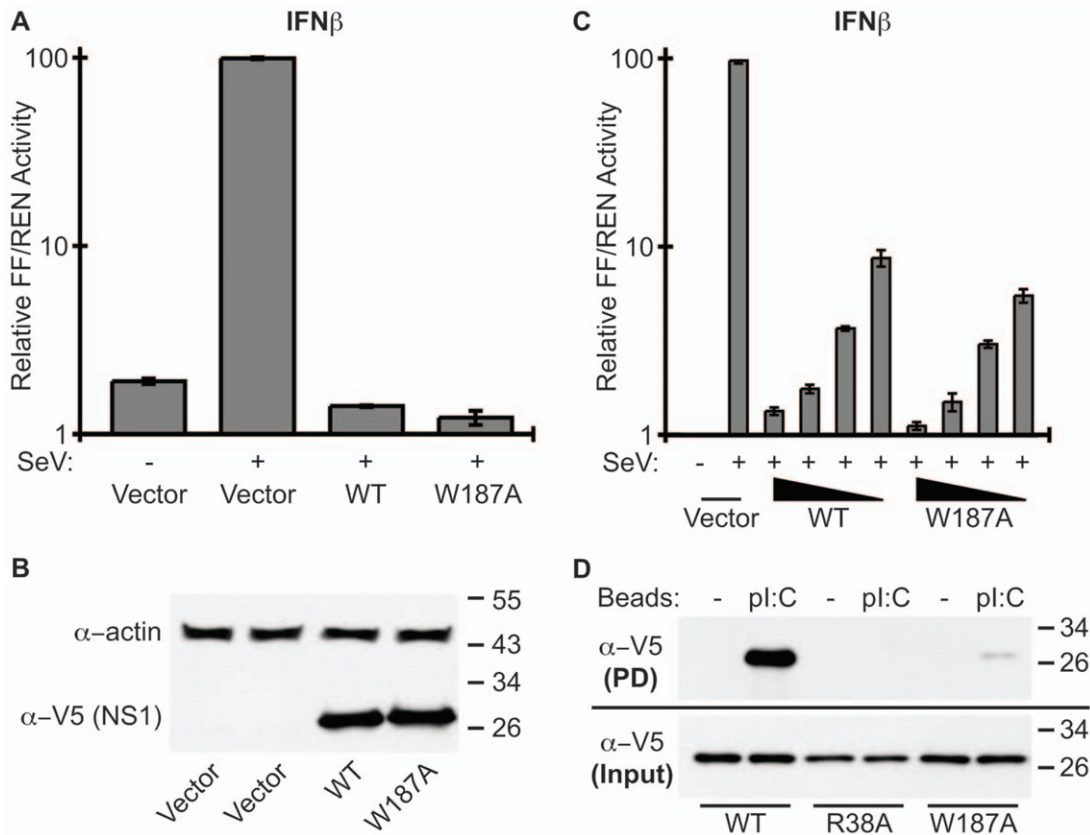 A
IFNβ
Relative FF/REN Activity
100
10
1
SeV: - + + +
Vector Vector WT W187A
C
IFNβ
Relative FF/REN Activity
100
10
1
SeV: - + + + + + + + + +
Vector WT W187A
B
α–actin
α–V5 (NS1)
55
43
34
26
Vector Vector WT W187A
D
Beads: - pI:C - pI:C - pI:C
α–V5
(PD)
34
26
α–V5
(Input)
34
26
WT R38A W187A